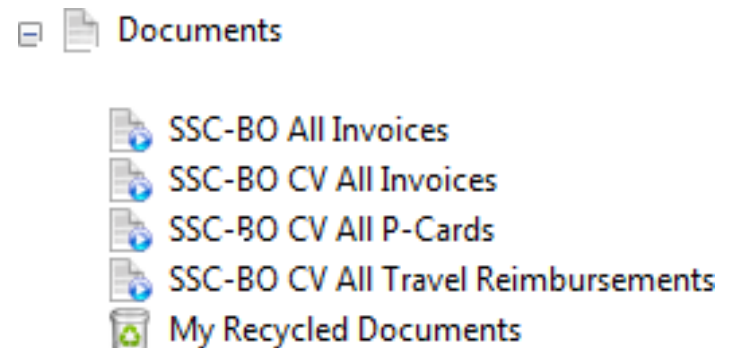 Documents
SSC-BO All Invoices
SSC-BO CV All Invoices
SSC-BO CV All P-Cards
SSC-BO CV All Travel Reimbursements
My Recycled Documents